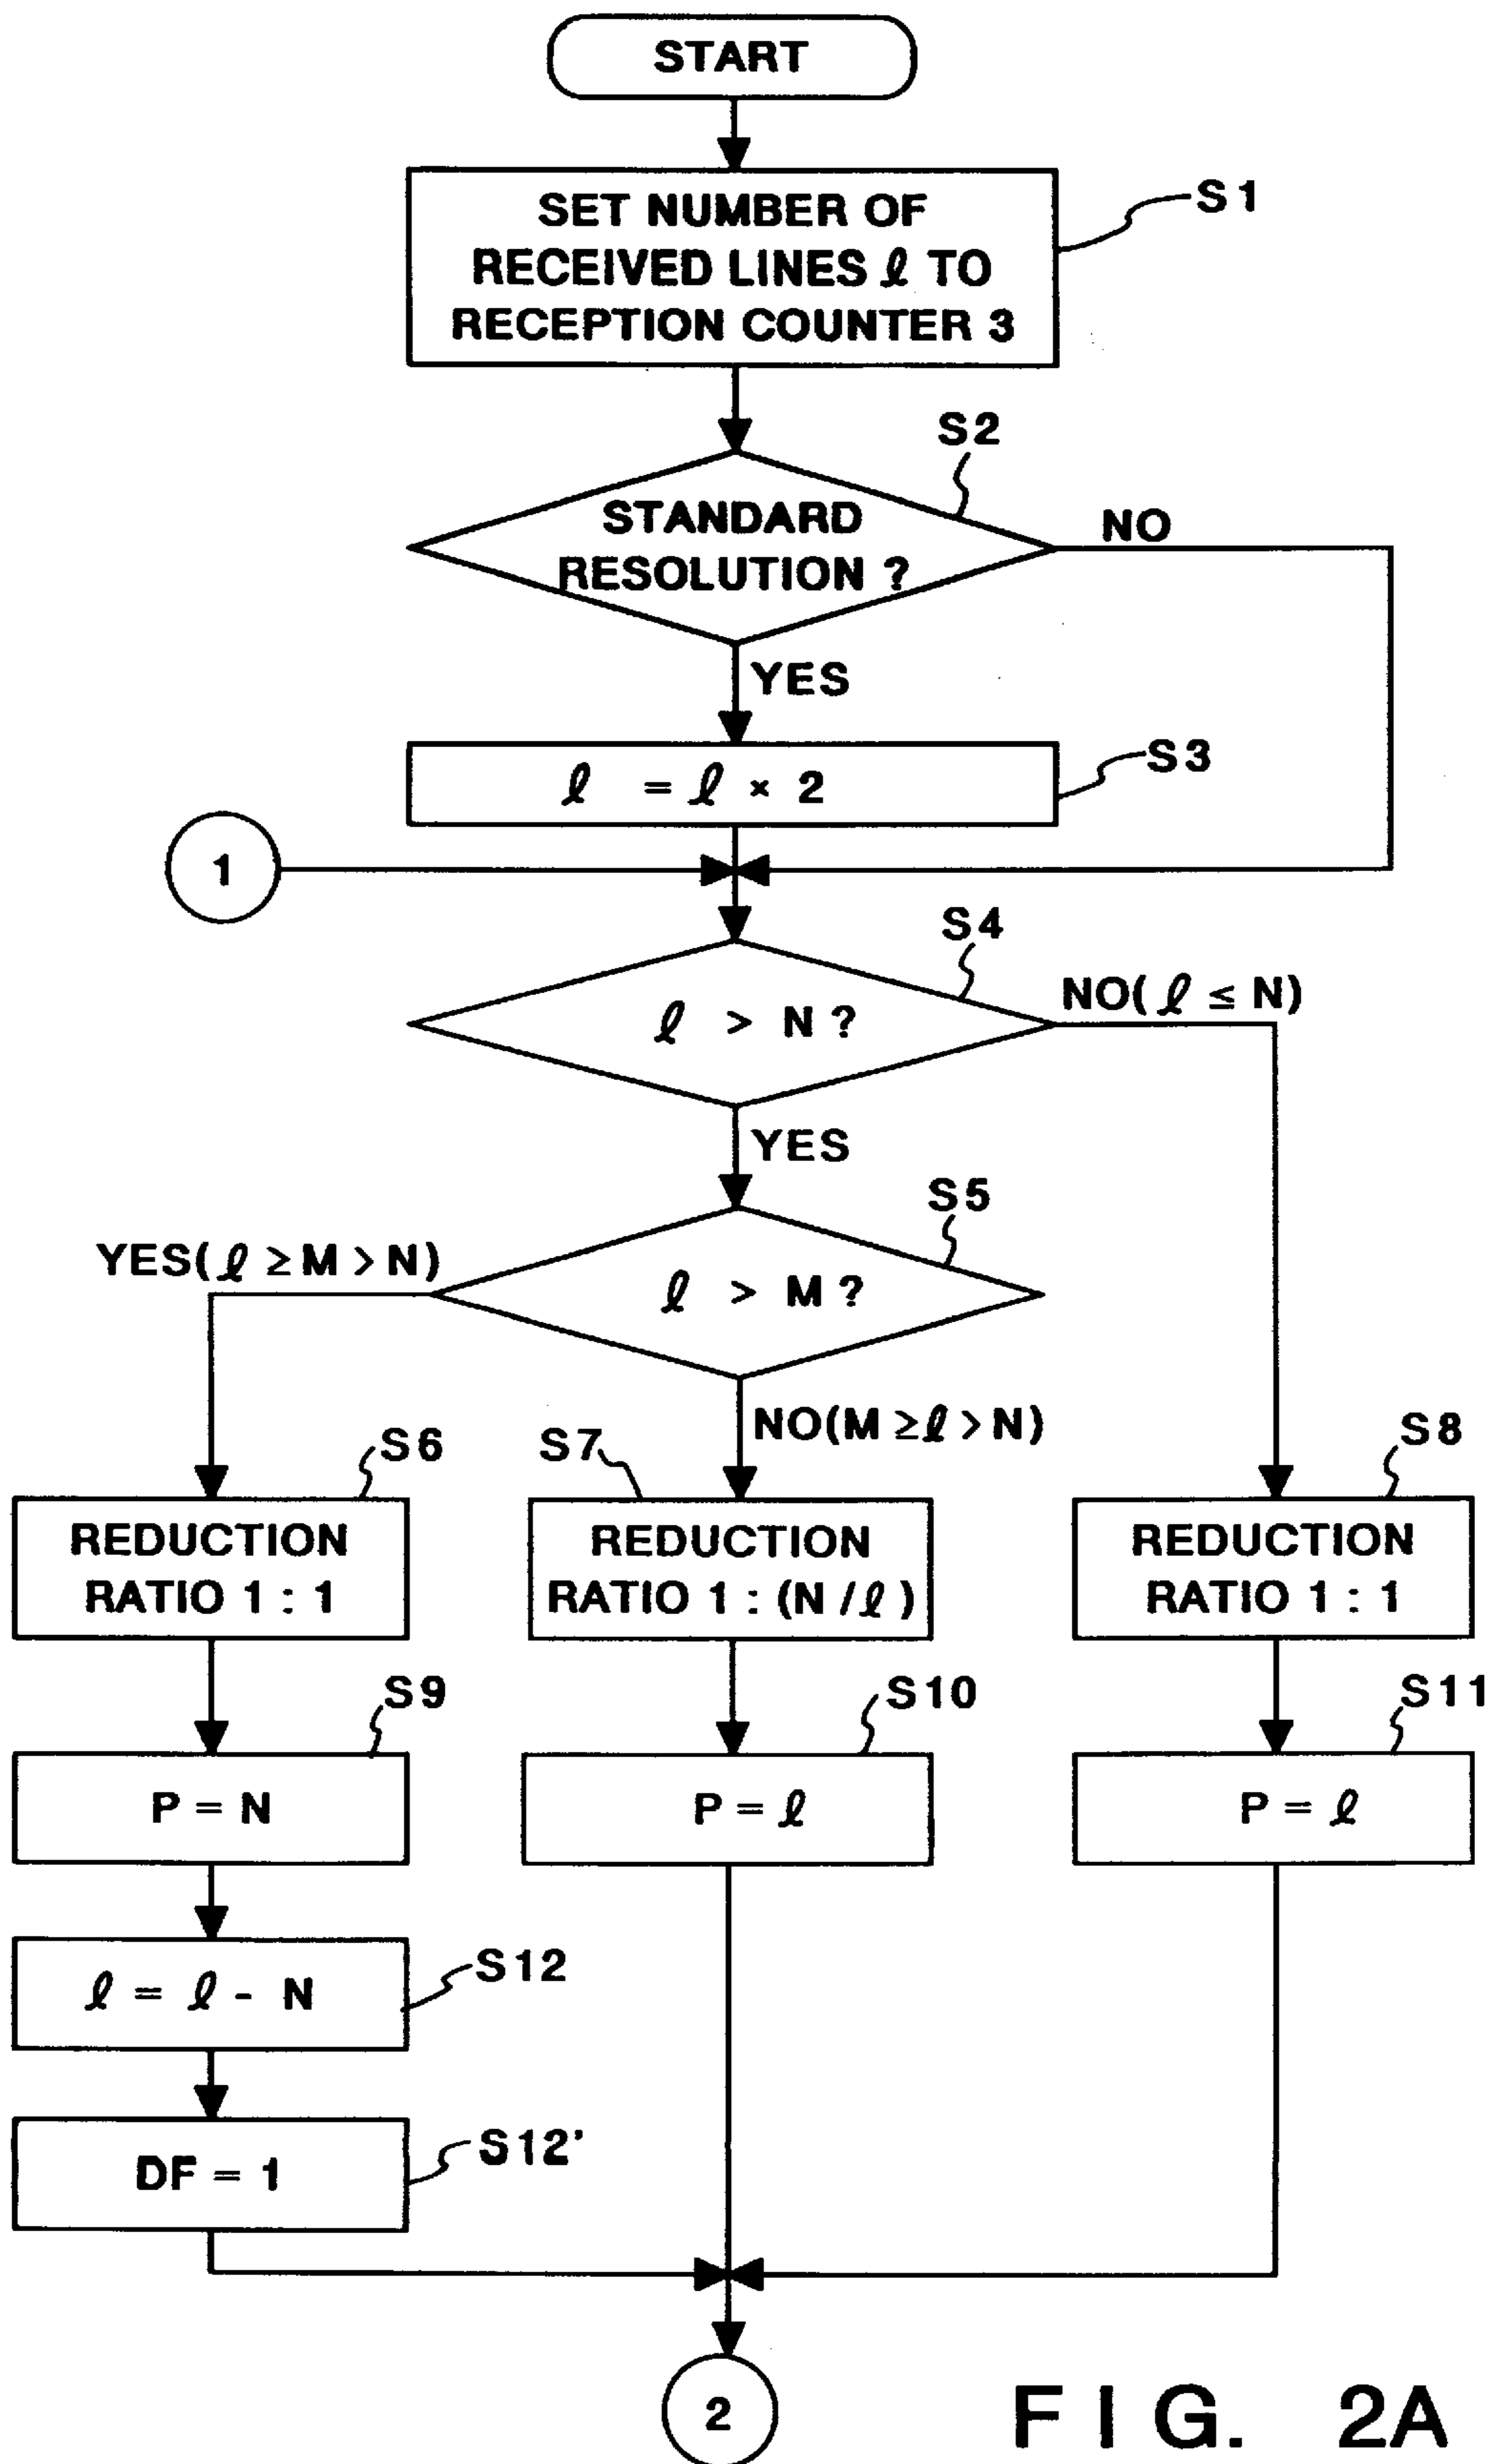 START
SET NUMBER OF
RECEIVED LINES ℓ TO
RECEPTION COUNTER 3
S1
S2
STANDARD
RESOLUTION ?
NO
YES
ℓ = ℓ × 2
S3
1
S4
ℓ > N ?
NO( ℓ ≤ N)
YES
S5
YES( ℓ ≥ M > N)
ℓ > M ?
NO(M ≥ ℓ > N)
S6
S7
S8
REDUCTION
RATIO 1 : 1
REDUCTION
RATIO 1 : (N / ℓ )
REDUCTION
RATIO 1 : 1
S9
S10
S11
P = N
P = ℓ
P = ℓ
S12
ℓ = ℓ - N
S12'
DF = 1
2
FIG. 2A